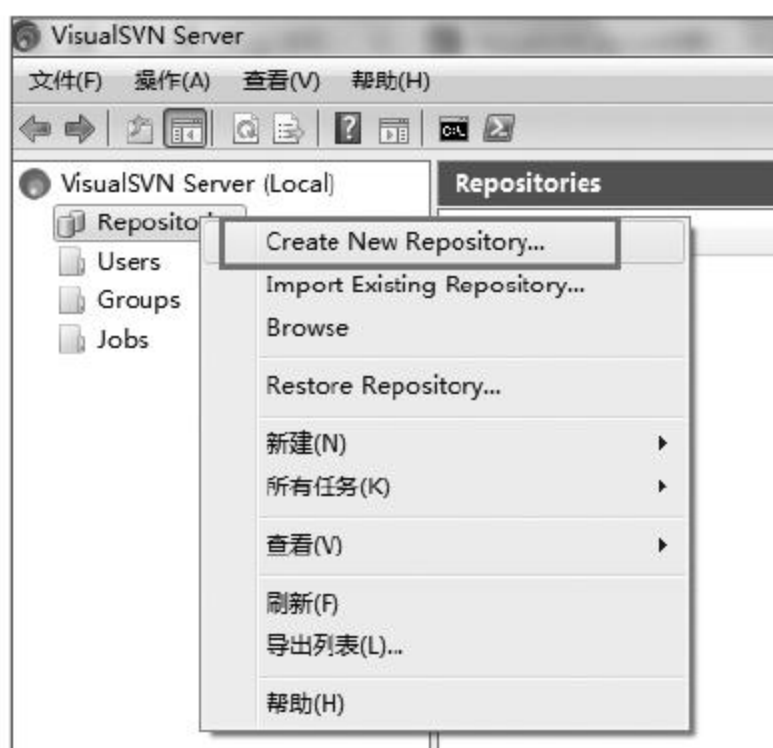 VisualSVN Server
文件(F) 操作(A) 查看(V) 帮助(H)
VisualSVN Server (Local)
Repositories
Users
Groups
Jobs
Repositories
Create New Repository...
Import Existing Repository...
Browse
Restore Repository...
新建(N)
所有任务(K)
查看(V)
刷新(F)
导出列表(L)...
帮助(H)